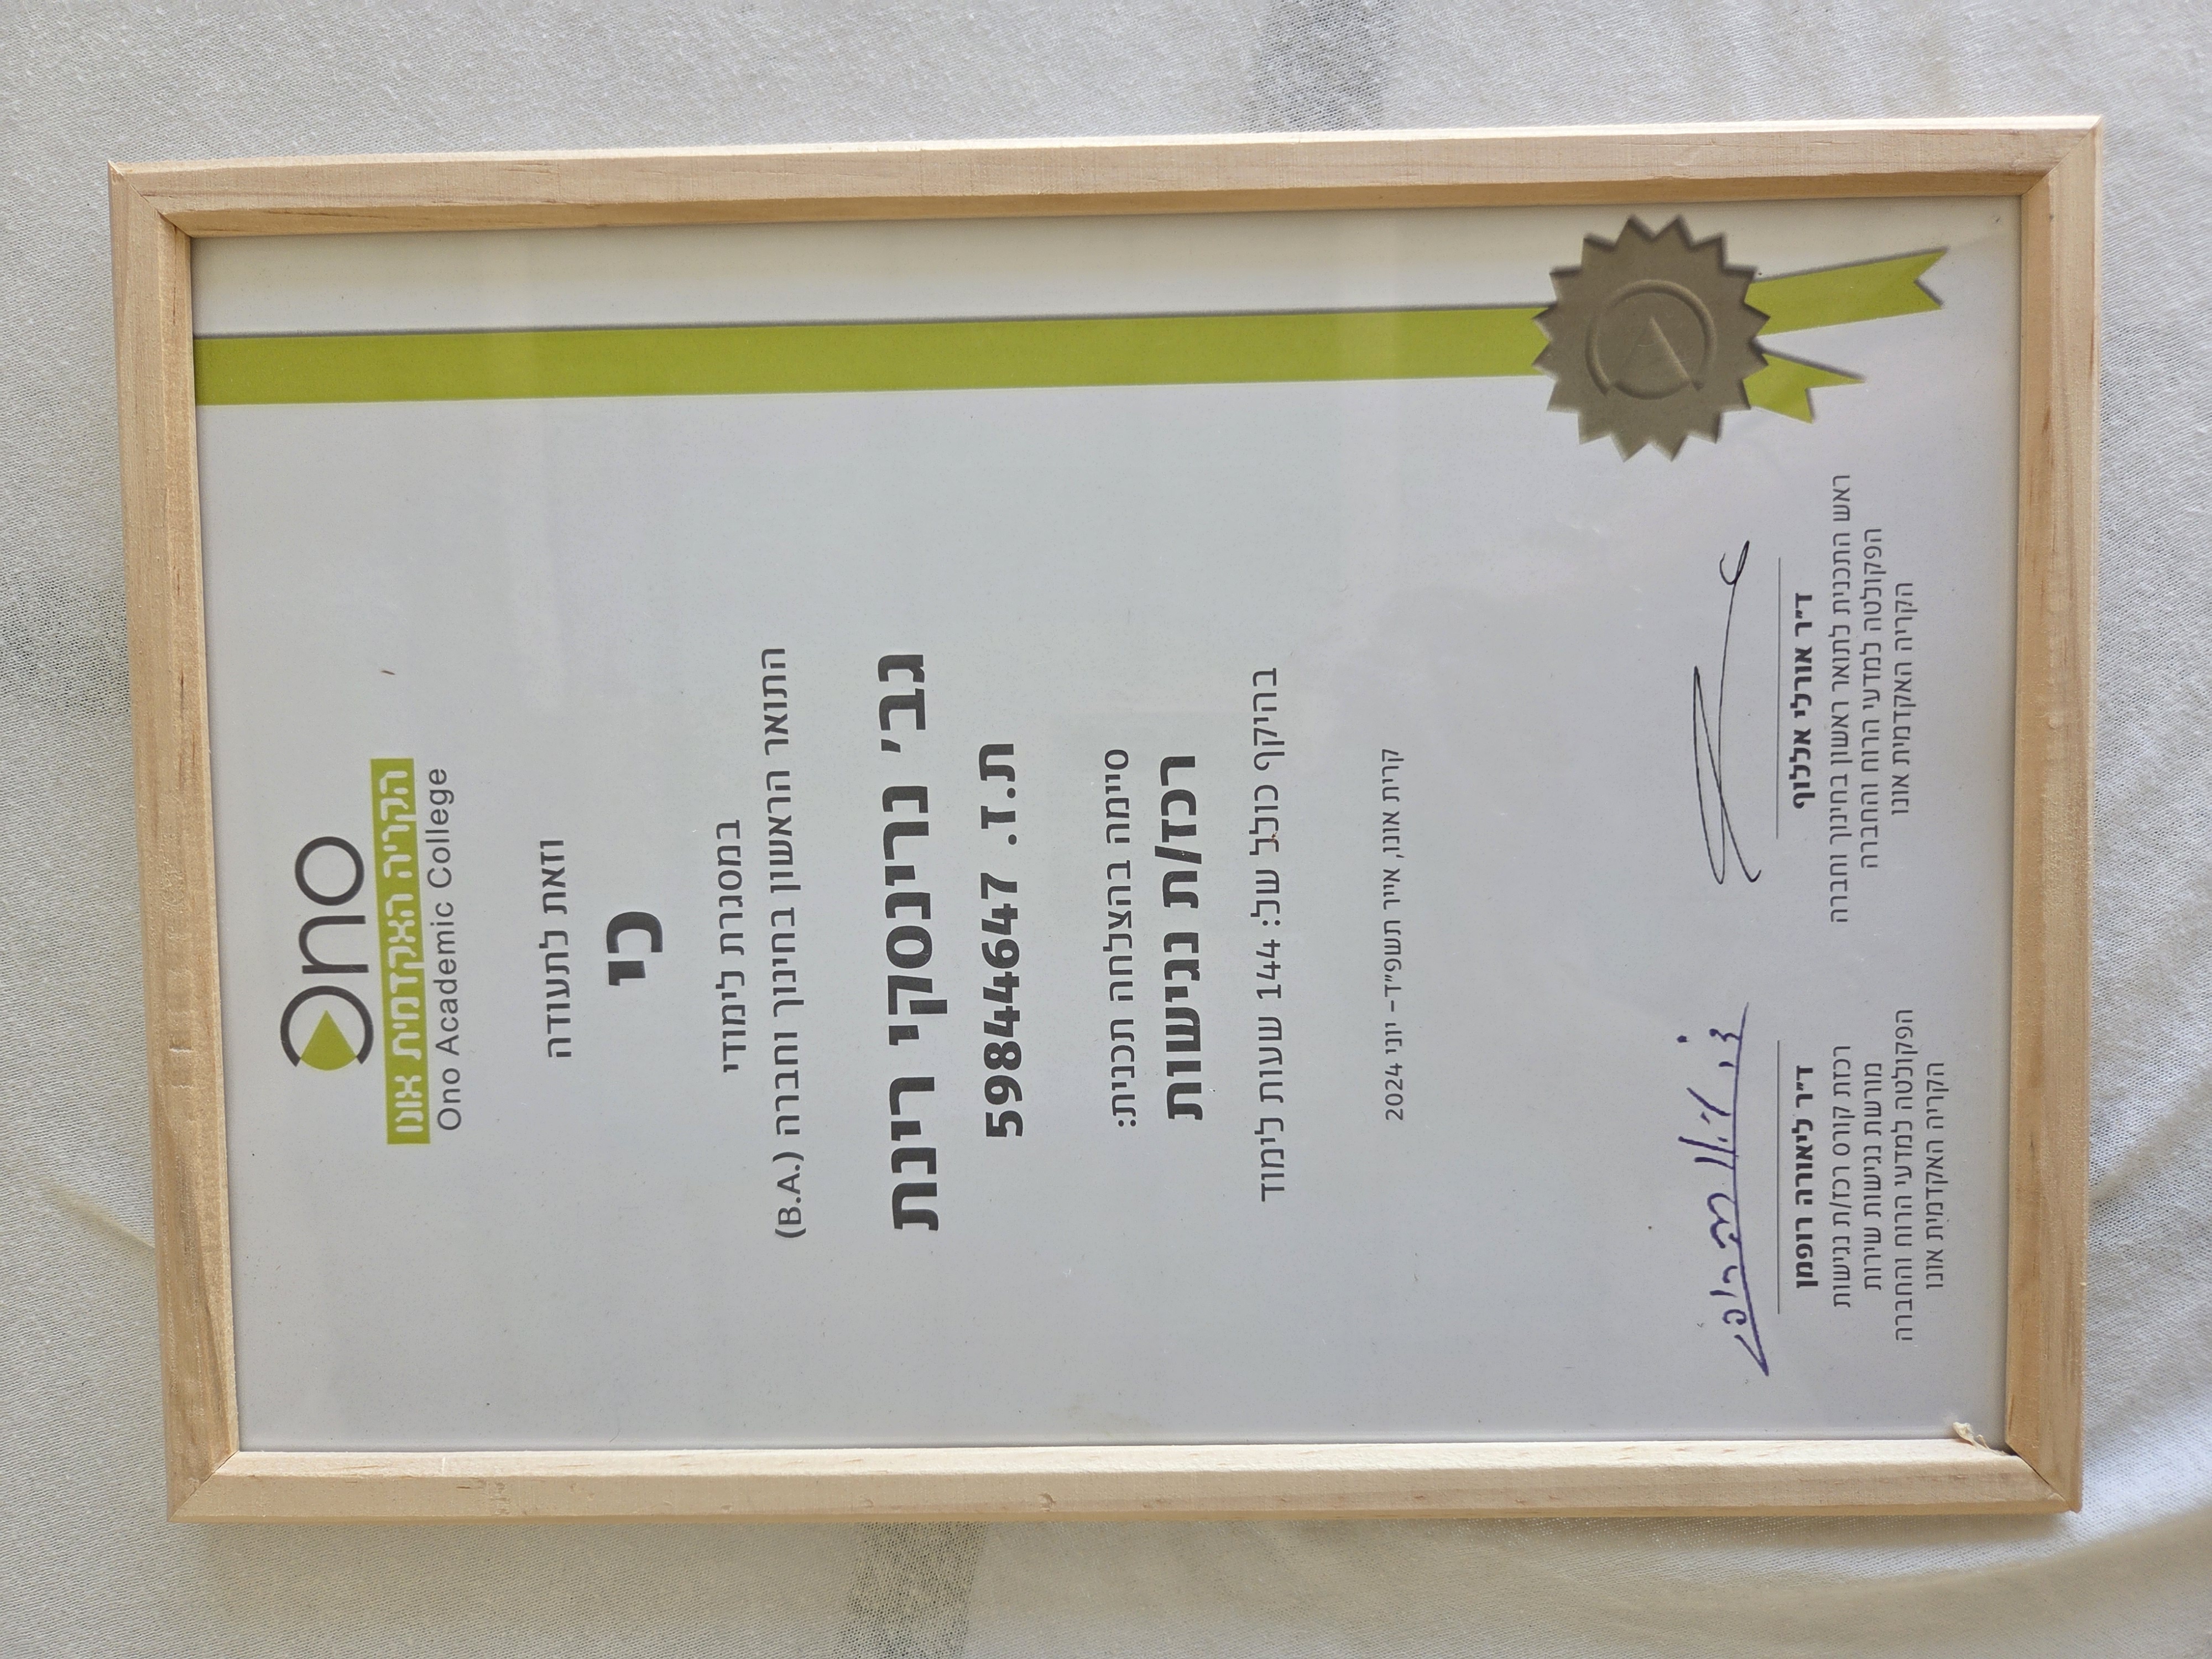 Ono
הקריה האקדמית אונו
Ono Academic College
וזאת לתעודה
כי
במסגרת לימודי
התואר הראשון בחינוך וחברה (B.A.)
גב' נרינסקי רינת
ת.ז. 59844647
סיימה בהצלחה תכנית:
רכז/ת נגישות
בהיקף כולל של: 144 שעות לימוד
קרית אונו, אייר תשפ"ד- יוני 2024
ד"ר אורלי אללוף
ראש התכנית לתואר ראשון בחינוך וחברה
הפקולטה למדעי הרוח והחברה
הקריה האקדמית אונו
ד"ר ליאורה רופמן
ד"ר ליאורה רופמן
רכזת קורס רכז/ת נגישות
מורשת נגישות שירות
הפקולטה למדעי הרוח והחברה
הקריה האקדמית אונו